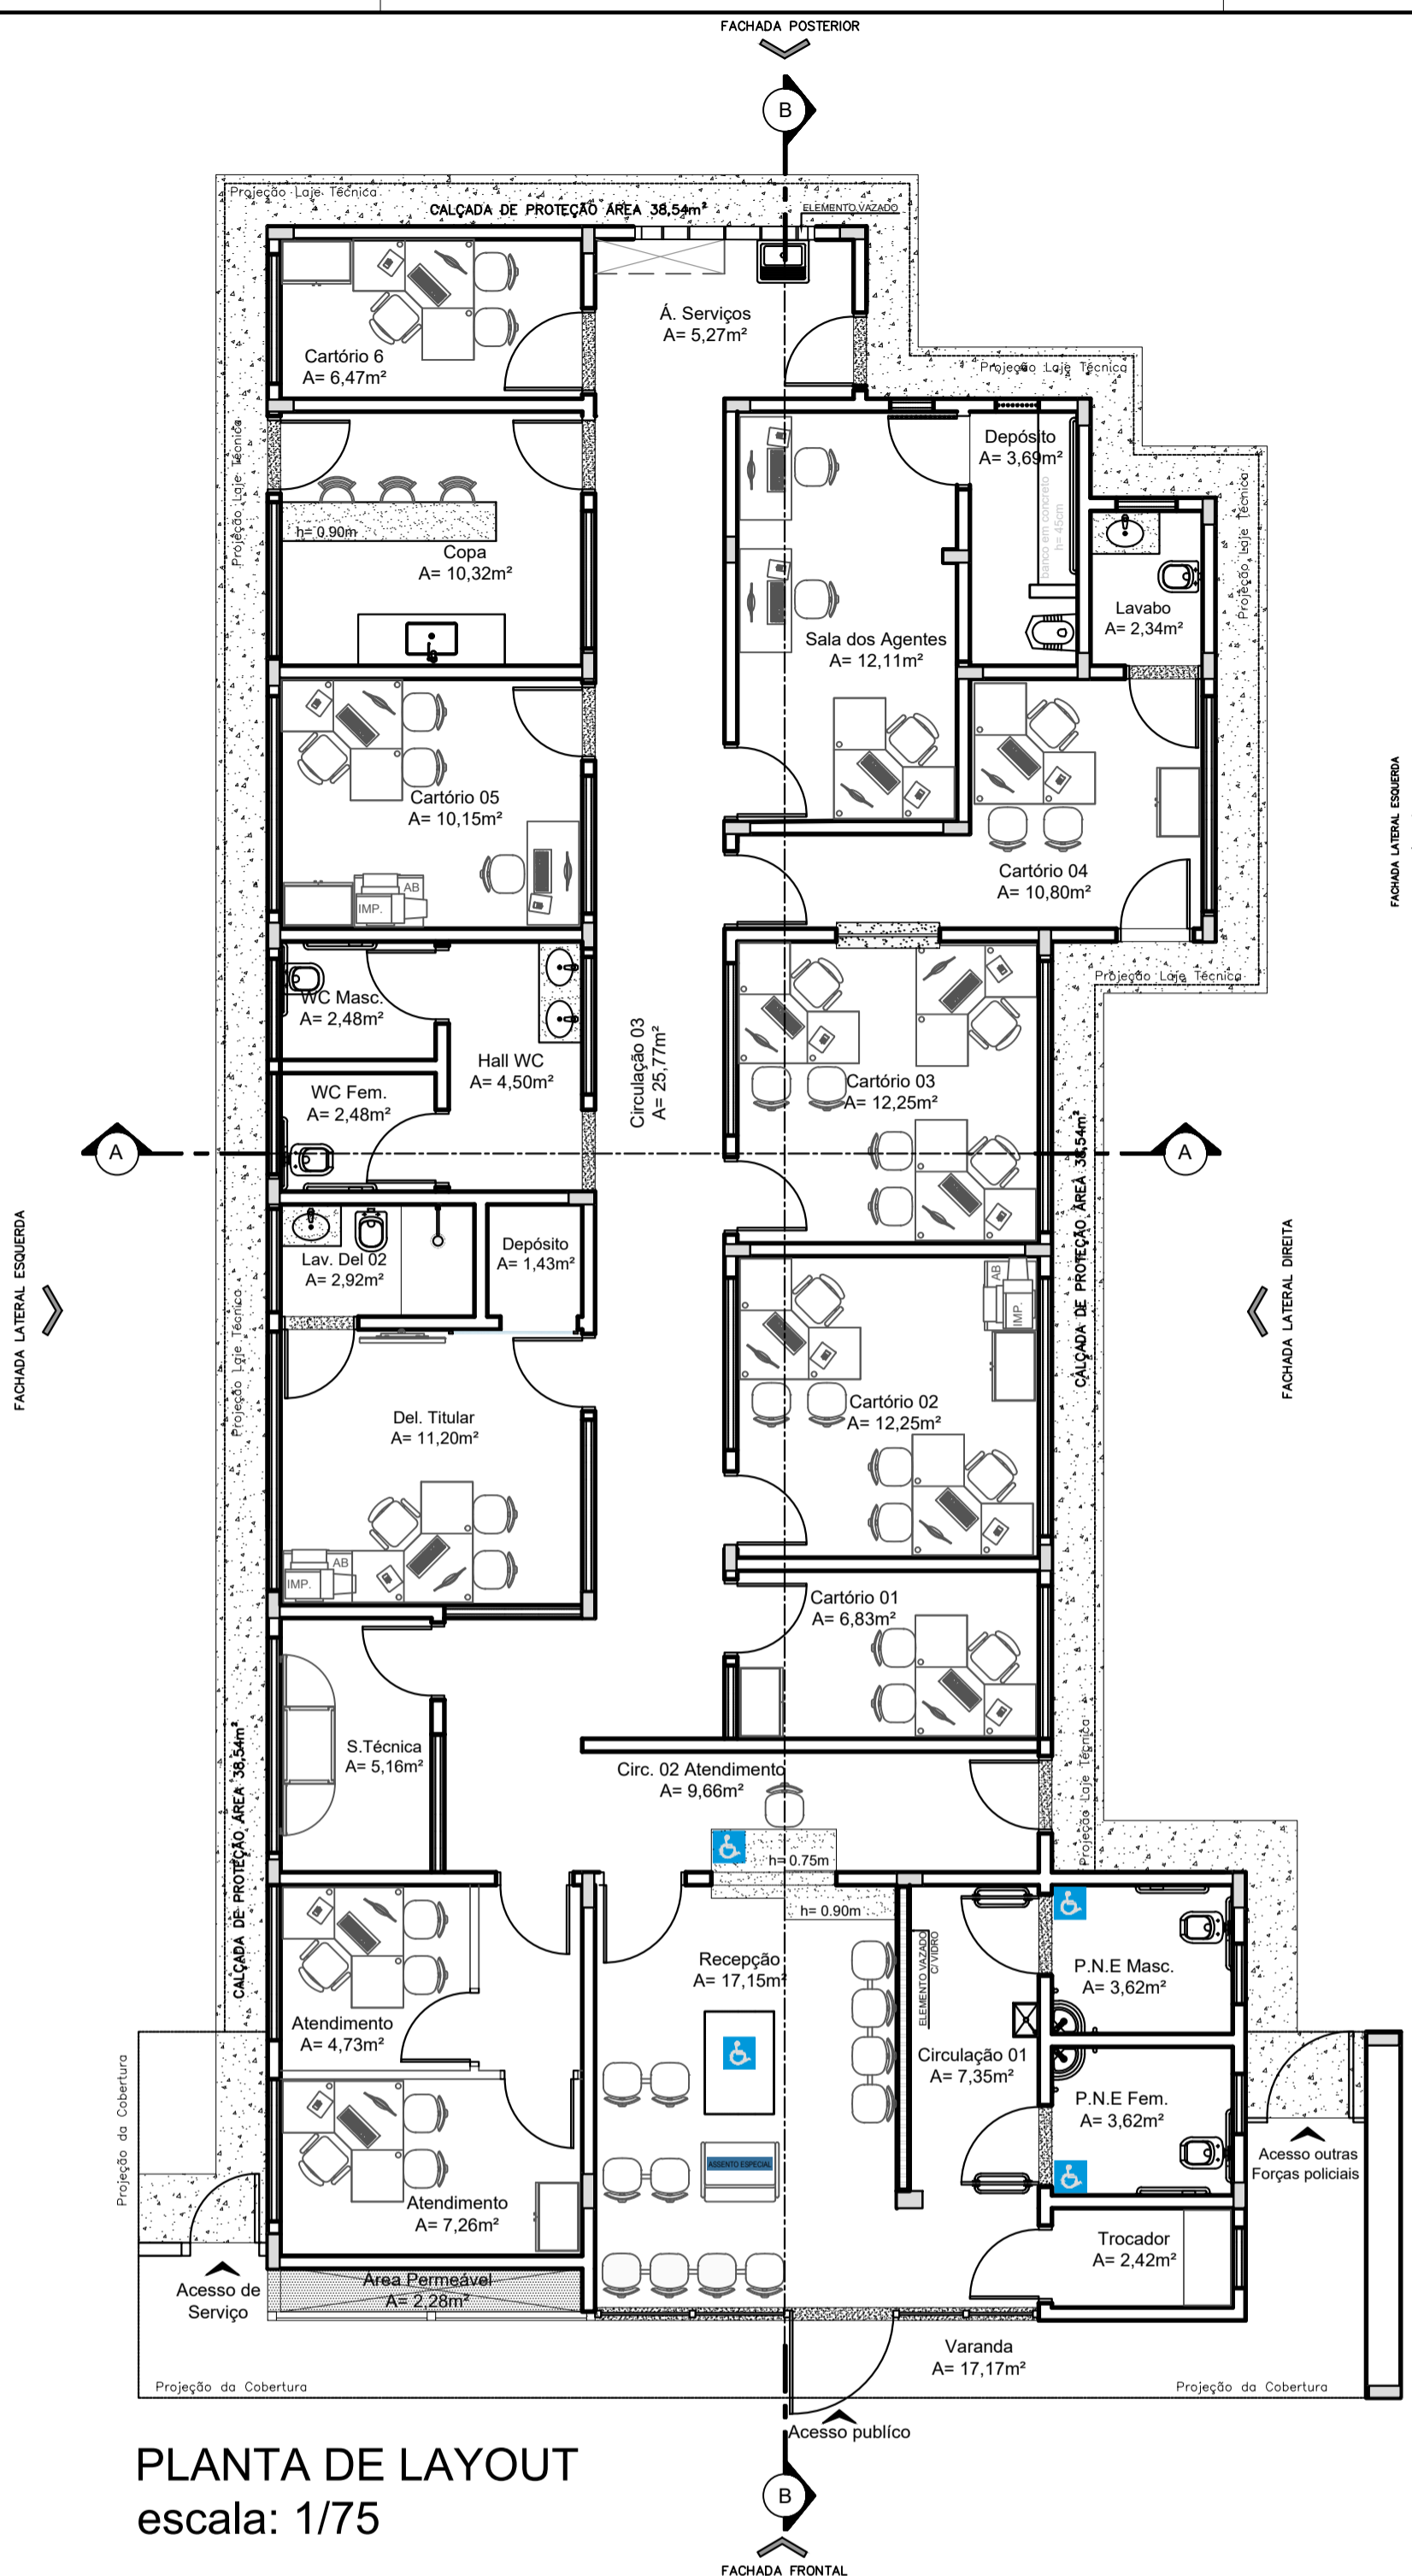 FACHADA POSTERIOR
B
Projeção Laje Técnica
CALÇADA DE PROTEÇÃO ÁREA 38,54m²
ELEMENTO VAZADO
Á. Serviços
A= 5,27m²
Cartório 6
A= 6,47m²
Projeção Laje Técnica
Projeção Laje Técnica
Depósito
A= 3,69m²
banco em concreto
h= 45cm
Projeção Laje Técnica
h= 0.90m
Copa
A= 10,32m²
Lavabo
A= 2,34m²
Sala dos Agentes
A= 12,11m²
Cartório 05
A= 10,15m²
AB
IMP.
Cartório 04
A= 10,80m²
FACHADA LATERAL ESQUERDA
Projeção Laje Técnica
WC Masc.
A= 2,48m²
Hall WC
A= 4,50m²
WC Fem.
A= 2,48m²
Circulação 03
A= 25,77m²
Cartório 03
A= 12,25m²
CALÇADA DE PROTEÇÃO ÁREA 38,54m²
A
A
FACHADA LATERAL ESQUERDA
Projeção Laje Técnica
Lav. Del 02
A= 2,92m²
Depósito
A= 1,43m²
AB
IMP.
FACHADA LATERAL DIREITA
Del. Titular
A= 11,20m²
Cartório 02
A= 12,25m²
AB
IMP.
Cartório 01
A= 6,83m²
CALÇADA DE PROTEÇÃO ÁREA 38,54m²
S.Técnica
A= 5,16m²
Circ. 02 Atendimento
A= 9,66m²
Projeção Laje Técnica
h= 0.75m
h= 0.90m
Recepção
A= 17,15m²
ELEMENTO VAZADO
C/ VIDRO
P.N.E Masc.
A= 3,62m²
Atendimento
A= 4,73m²
Circulação 01
A= 7,35m²
Projeção da Cobertura
P.N.E Fem.
A= 3,62m²
Acesso outras
Forças policiais
ASSENTO ESPECIAL
Atendimento
A= 7,26m²
Trocador
A= 2,42m²
Acesso de
Serviço
Área Permeável
A= 2,28m²
Varanda
A= 17,17m²
Projeção da Cobertura
Projeção da Cobertura
Acesso publíco
PLANTA DE LAYOUT
escala: 1/75
B
FACHADA FRONTAL